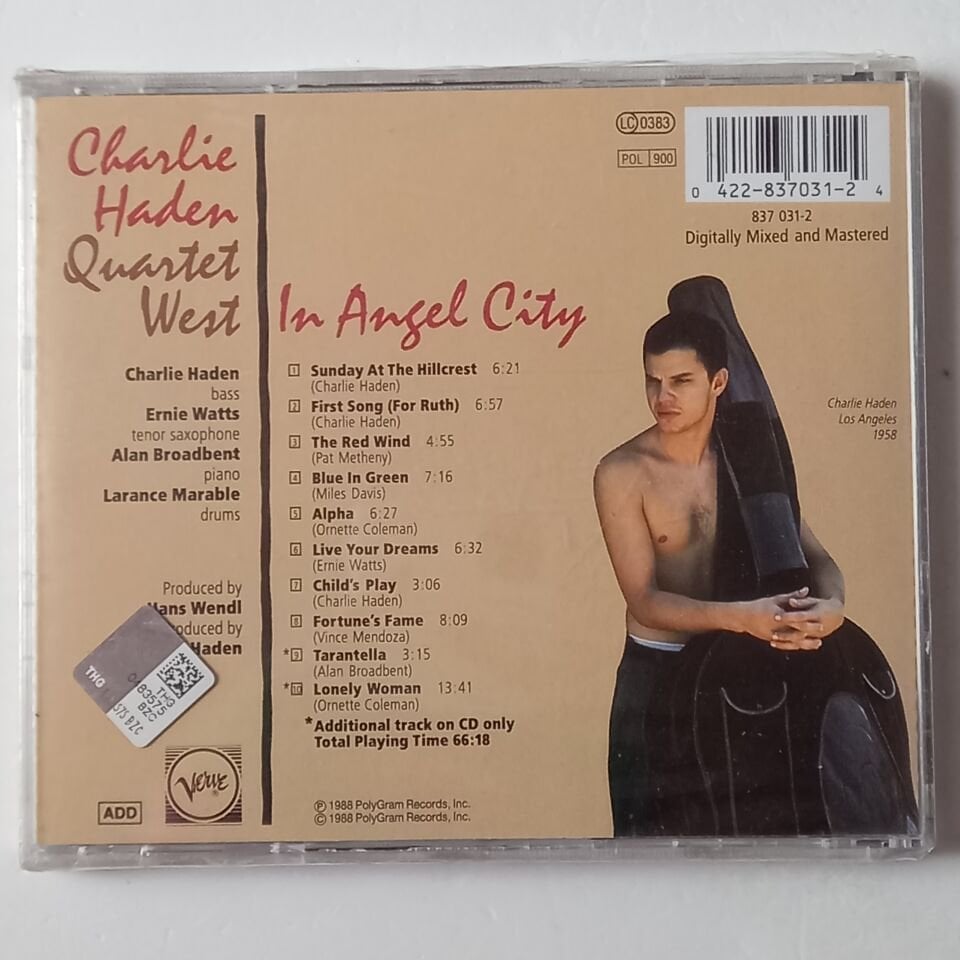 Charlie
Haden
Quartet
West
Charlie Haden
bass
Ernie Watts
tenor saxophone
Alan Broadbent
piano
Larance Marable
drums
Produced by
Hans Wendl
Haden
THG
THG
0183575
BZC
BZC
VERVE
ADD
In Angel City
1 Sunday At The Hillcrest 6:21
(Charlie Haden)
2 First Song (For Ruth) 6:57
(Charlie Haden)
3 The Red Wind 4:55
(Pat Metheny)
4 Blue In Green 7:16
(Miles Davis)
5 Alpha 6:27
(Ornette Coleman)
6 Live Your Dreams 6:32
(Ernie Watts)
7 Child's Play 3:06
(Charlie Haden)
8 Fortune's Fame 8:09
(Vince Mendoza)
*9 Tarantella 3:15
(Alan Broadbent)
*10 Lonely Woman 13:41
(Ornette Coleman)
*Additional track on CD only
Total Playing Time 66:18
℗ 1988 PolyGram Records, Inc.
© 1988 PolyGram Records, Inc.
LC 0383
POL 900
0 422-837031-2 4
837 031-2
Digitally Mixed and Mastered
Charlie Haden
Los Angeles
1958